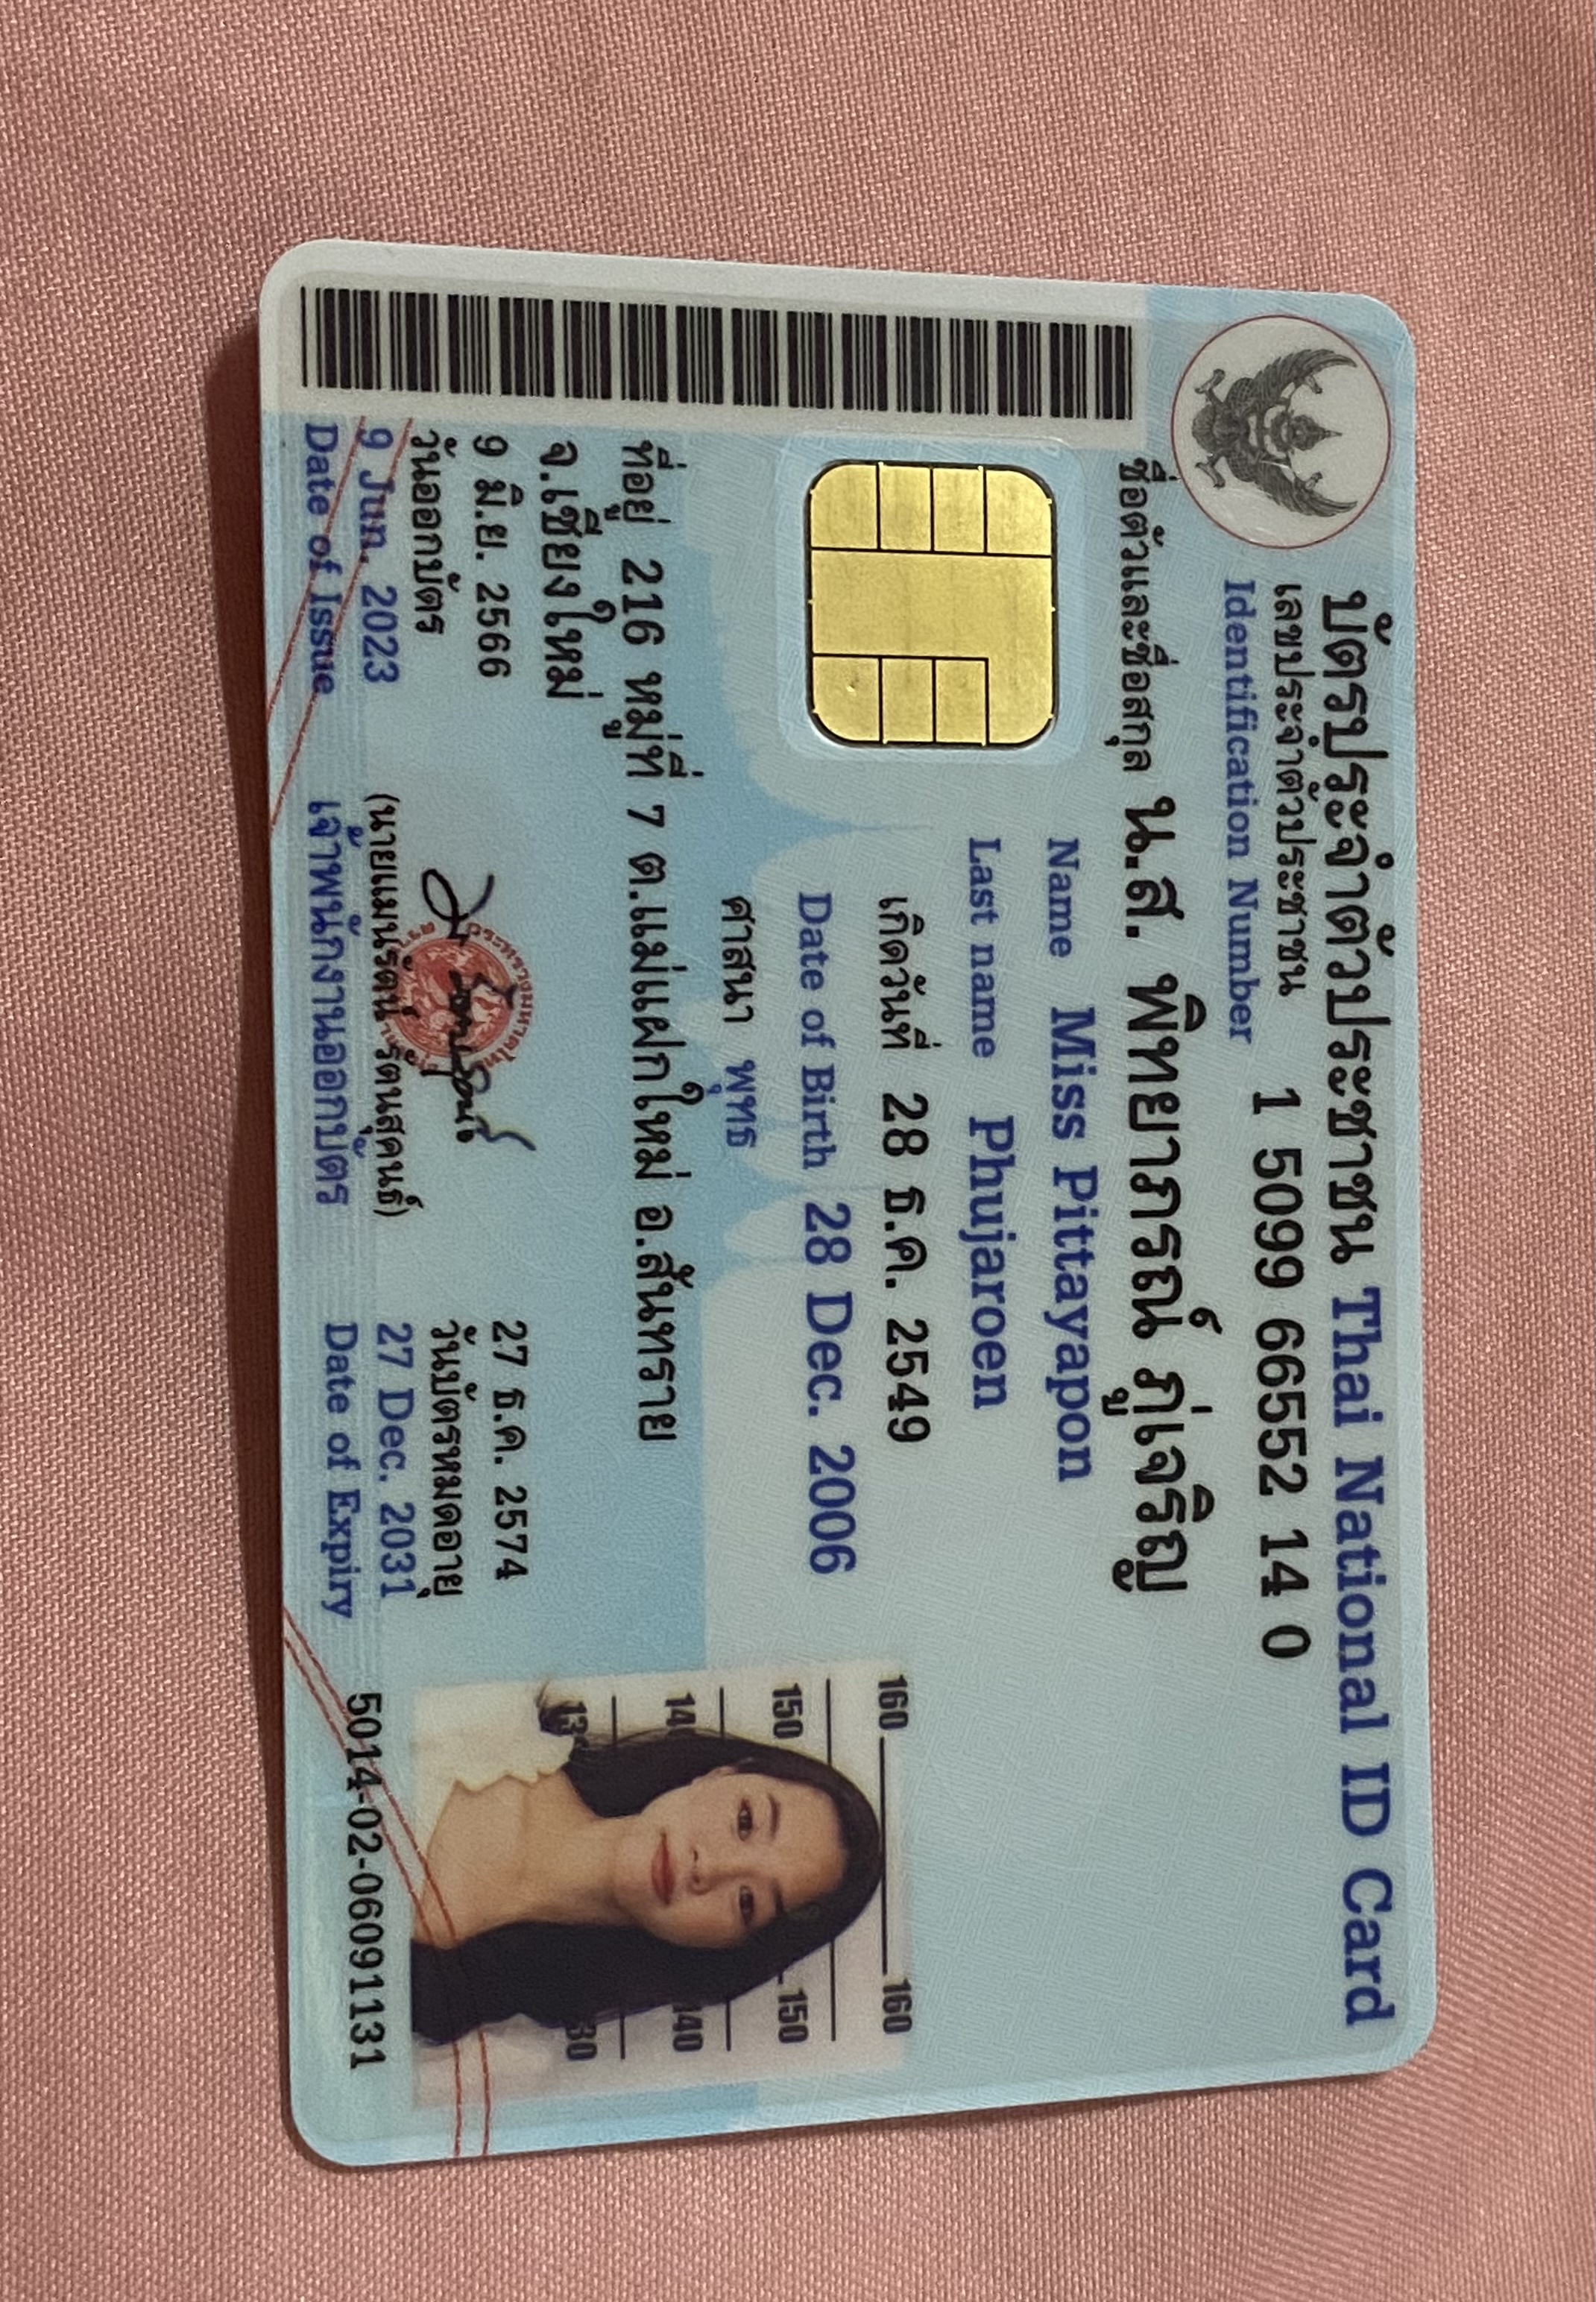 บัตรประจำตัวประชาชน Thai National ID Card
เลขประจำตัวประชาชน 1 5099 66552 14 0
Identification Number
ชื่อตัวและชื่อสกุล น.ส. พิทยาภรณ์ ภู่เจริญ
Name Miss Pittayapon
Last name Phujaroen
เกิดวันที่ 28 ธ.ค. 2549
Date of Birth 28 Dec. 2006
ศาสนา พุทธ
ที่อยู่ 216 หมู่ที่ 7 ต.แม่แฝกใหม่ อ.สันทราย
จ.เชียงใหม่
9 มิ.ย. 2566
วันออกบัตร
9 Jun. 2023
Date of Issue
(นายแมนรัตน์ รัตนสุคนธ์)
เจ้าพนักงานออกบัตร
27 ธ.ค. 2574
วันบัตรหมดอายุ
27 Dec. 2031
Date of Expiry
160 160
150 150
140
5014-02-06091131